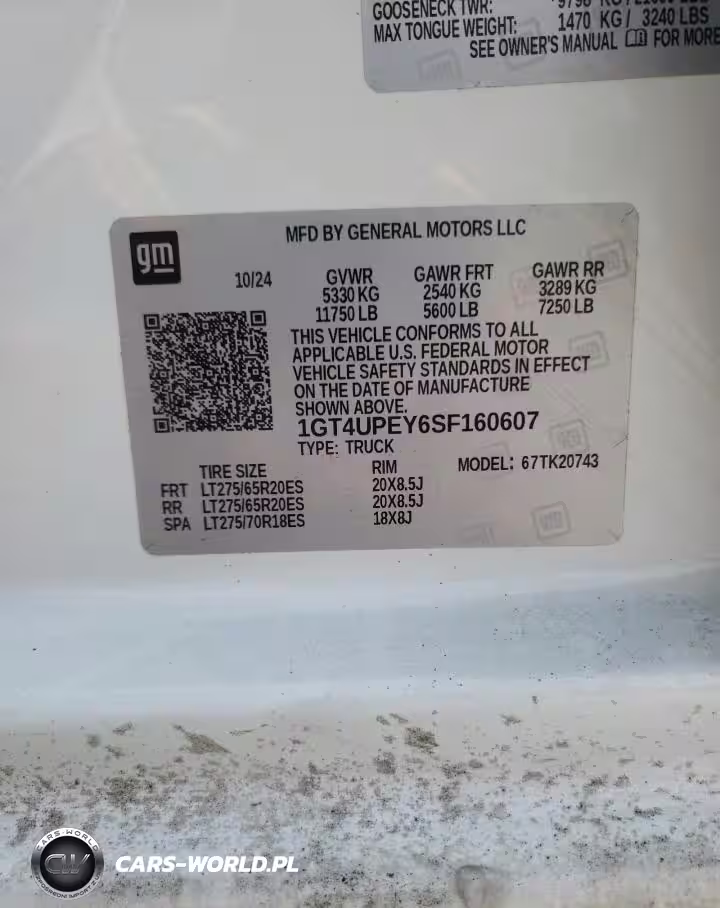 GOOSENECK TWR:
MAX TONGUE WEIGHT: 1470 KG / 3240 LBS
SEE OWNER'S MANUAL FOR MORE
gm
MFD BY GENERAL MOTORS LLC
10/24
GVWR GAWR FRT GAWR RR
5330 KG 2540 KG 3289 KG
11750 LB 5600 LB 7250 LB
THIS VEHICLE CONFORMS TO ALL
APPLICABLE U.S. FEDERAL MOTOR
VEHICLE SAFETY STANDARDS IN EFFECT
ON THE DATE OF MANUFACTURE
SHOWN ABOVE.
1GT4UPEY6SF160607
TYPE: TRUCK
MODEL: 67TK20743
TIRE SIZE RIM
FRT LT275/65R20ES 20X8.5J
RR LT275/65R20ES 20X8.5J
SPA LT275/70R18ES 18X8J
CARS-WORLD
CW
CARS-WORLD.PL